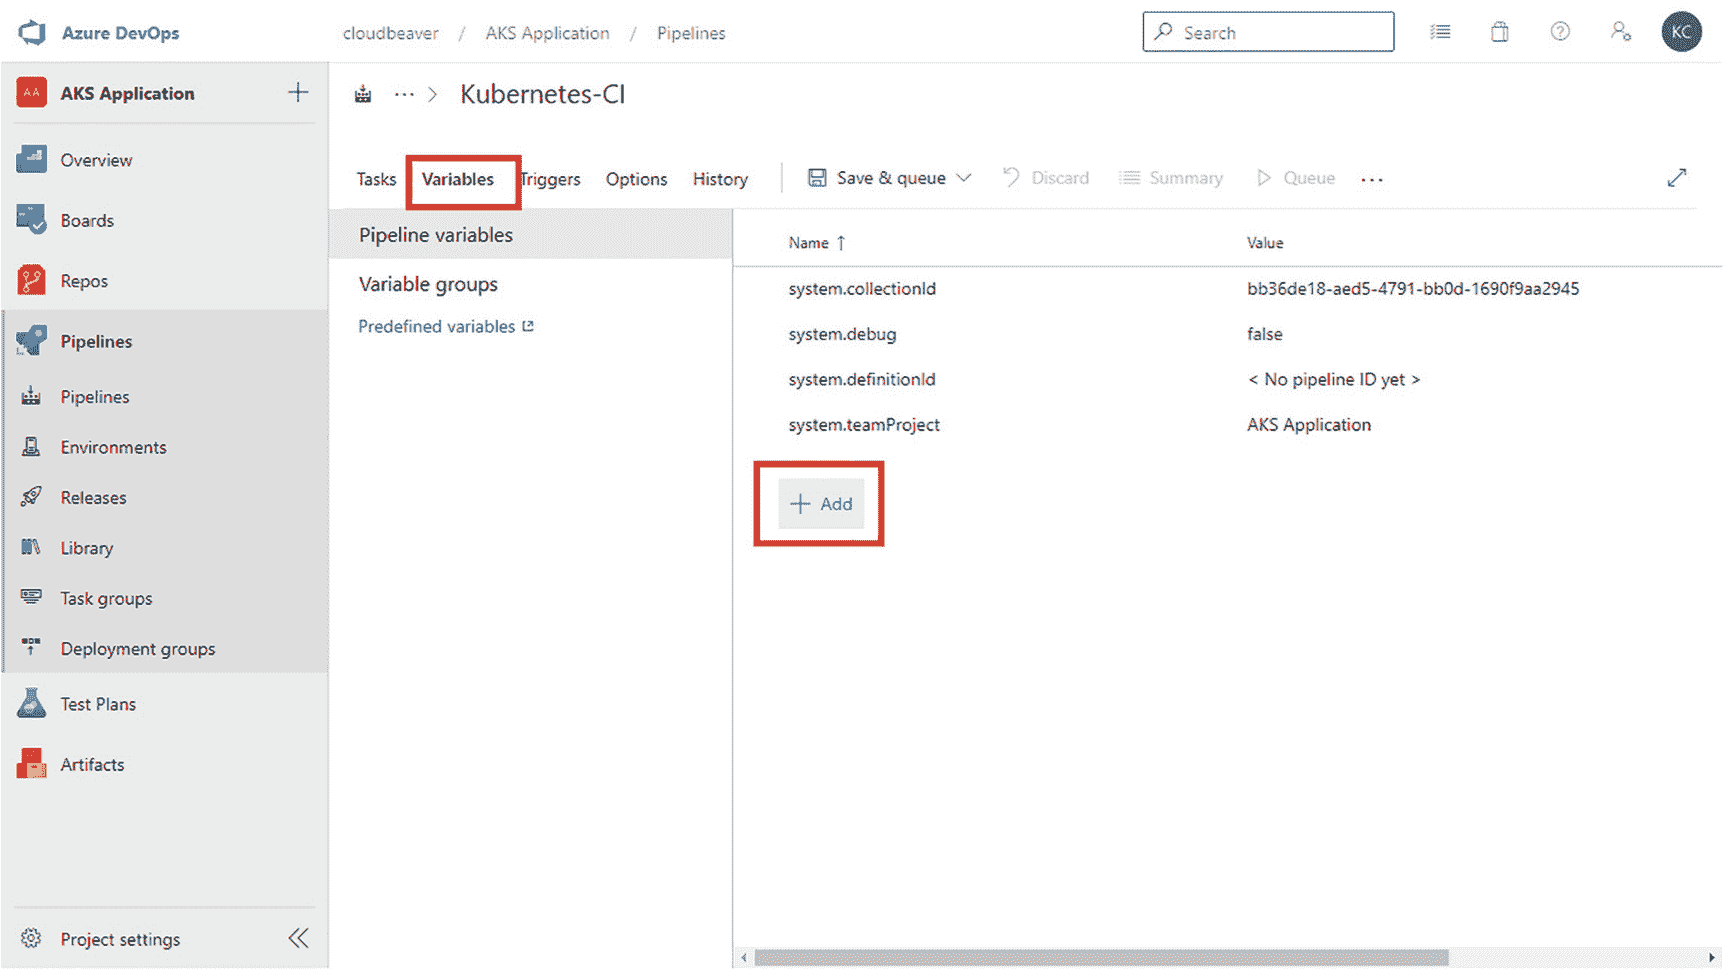 Azure DevOps
cloudbeaver / AKS Application / Pipelines
Search
KC
AA AKS Application
Kubernetes-CI
Overview
Boards
Repos
Pipelines
Pipelines
Environments
Releases
Library
Task groups
Deployment groups
Test Plans
Artifacts
Project settings
Tasks Variables Triggers Options History Save & queue Discard Summary Queue ...
Pipeline variables
Variable groups
Predefined variables
Name ↑ Value
system.collectionId bb36de18-aed5-4791-bb0d-1690f9aa2945
system.debug false
system.definitionId < No pipeline ID yet >
system.teamProject AKS Application
+ Add